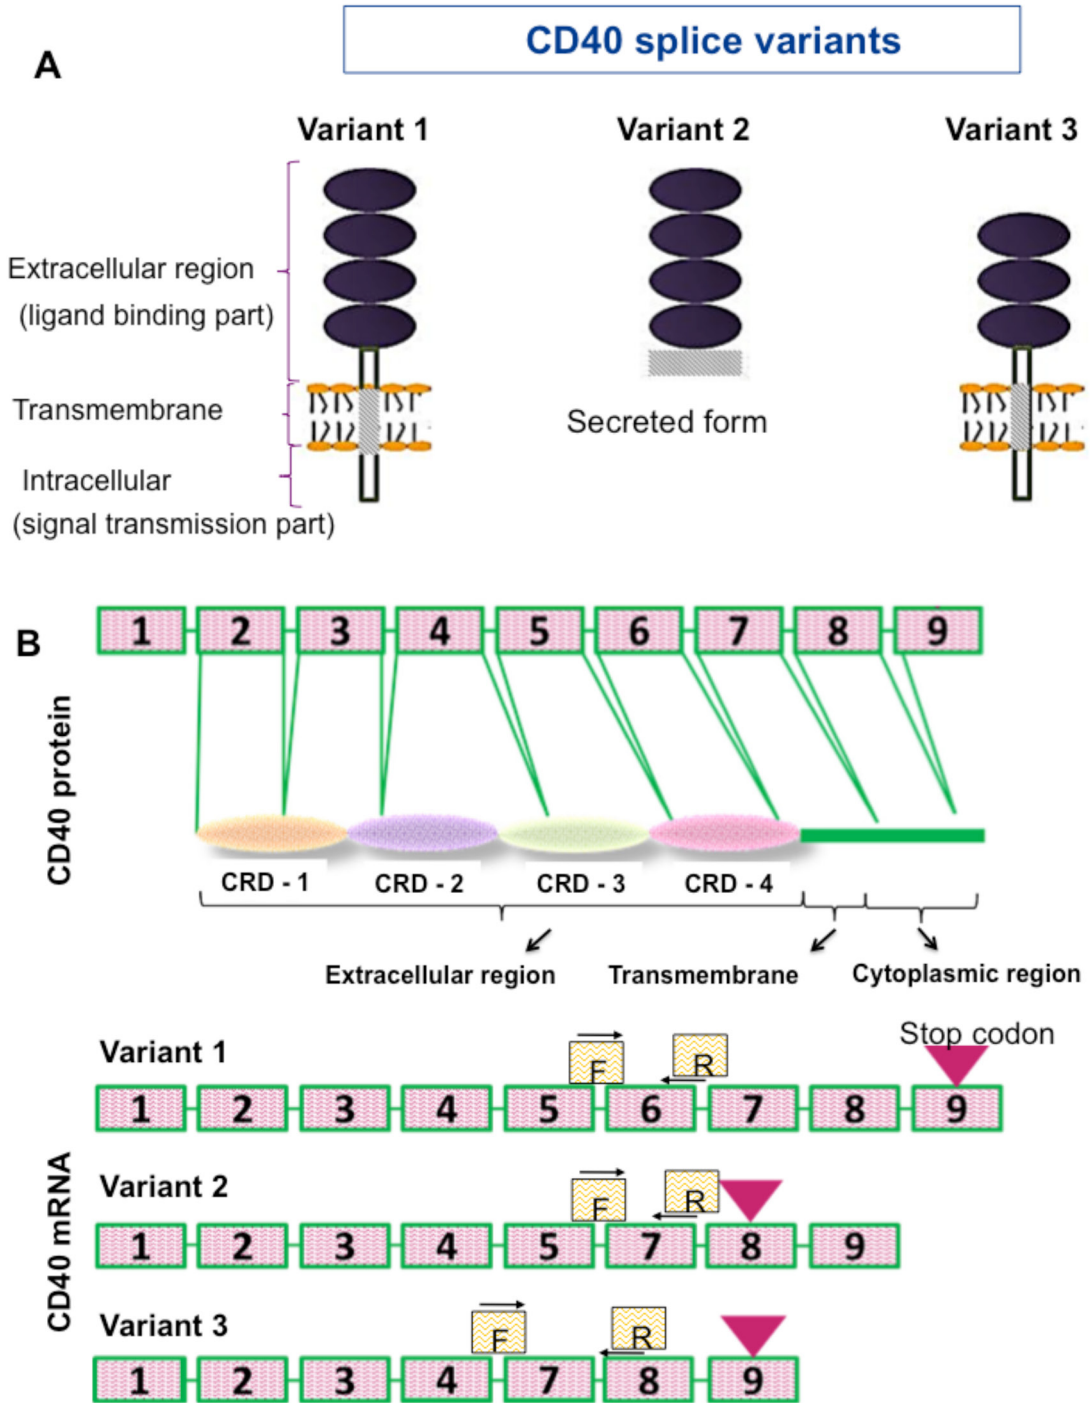 CD40 splice variants
A
Variant 1 Variant 2 Variant 3
Extracellular region
(ligand binding part)
Transmembrane
Secreted form
Intracellular
(signal transmission part)
B
1 2 3 4 5 6 7 8 9
CD40 protein
CRD - 1 CRD - 2 CRD - 3 CRD - 4
Extracellular region Transmembrane Cytoplasmic region
Stop codon
Variant 1
F R
1 2 3 4 5 6 7 8 9
CD40 mRNA
Variant 2
F R
1 2 3 4 5 7 8 9
Variant 3
F R
1 2 3 4 7 8 9